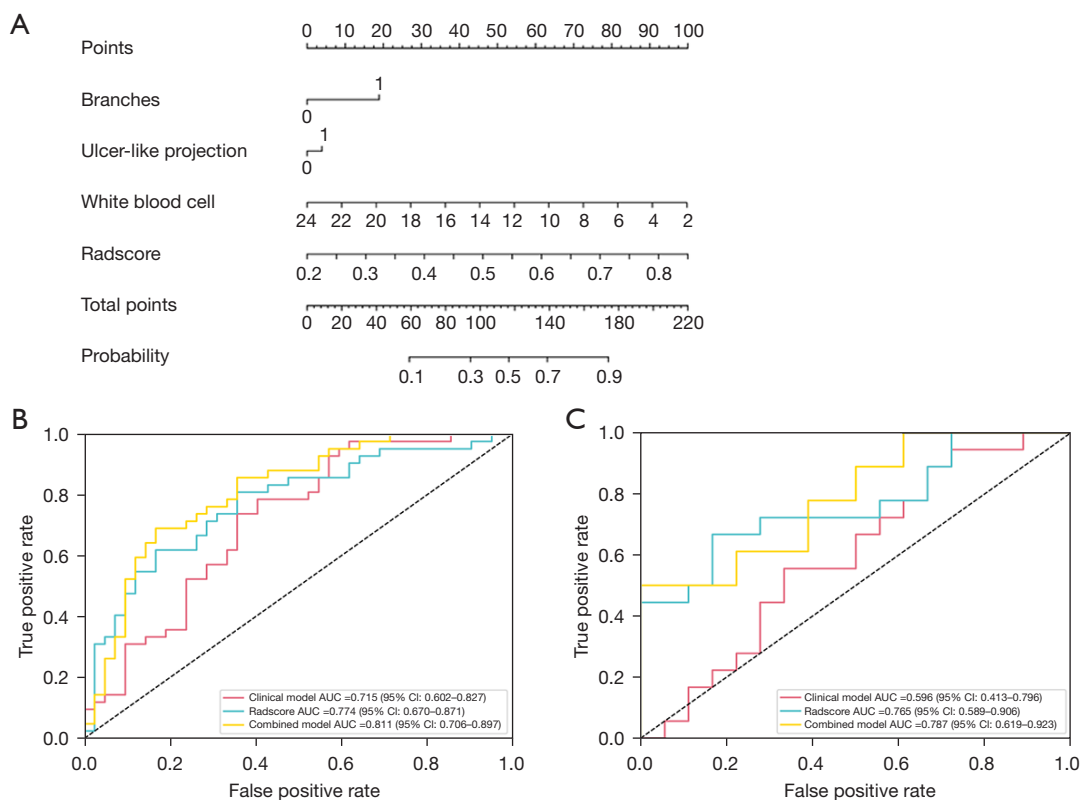 A
Points
0 10 20 30 40 50 60 70 80 90 100
Branches
1
0
Ulcer-like projection
1
0
White blood cell
24 22 20 18 16 14 12 10 8 6 4 2
Radscore
0.2 0.3 0.4 0.5 0.6 0.7 0.8
Total points
0 20 40 60 80 100 140 180 220
Probability
0.1 0.3 0.5 0.7 0.9
B
True positive rate
1.0
0.8
0.6
0.4
0.2
0.0
Clinical model AUC =0.715 (95% CI: 0.602–0.827)
Radscore AUC =0.774 (95% CI: 0.670–0.871)
Combined model AUC =0.811 (95% CI: 0.706–0.897)
0.0 0.2 0.4 0.6 0.8 1.0
False positive rate
C
True positive rate
1.0
0.8
0.6
0.4
0.2
0.0
Clinical model AUC =0.596 (95% CI: 0.413–0.796)
Radscore AUC =0.765 (95% CI: 0.589–0.906)
Combined model AUC =0.787 (95% CI: 0.619–0.923)
0.2 0.4 0.6 0.8 1.0
False positive rate